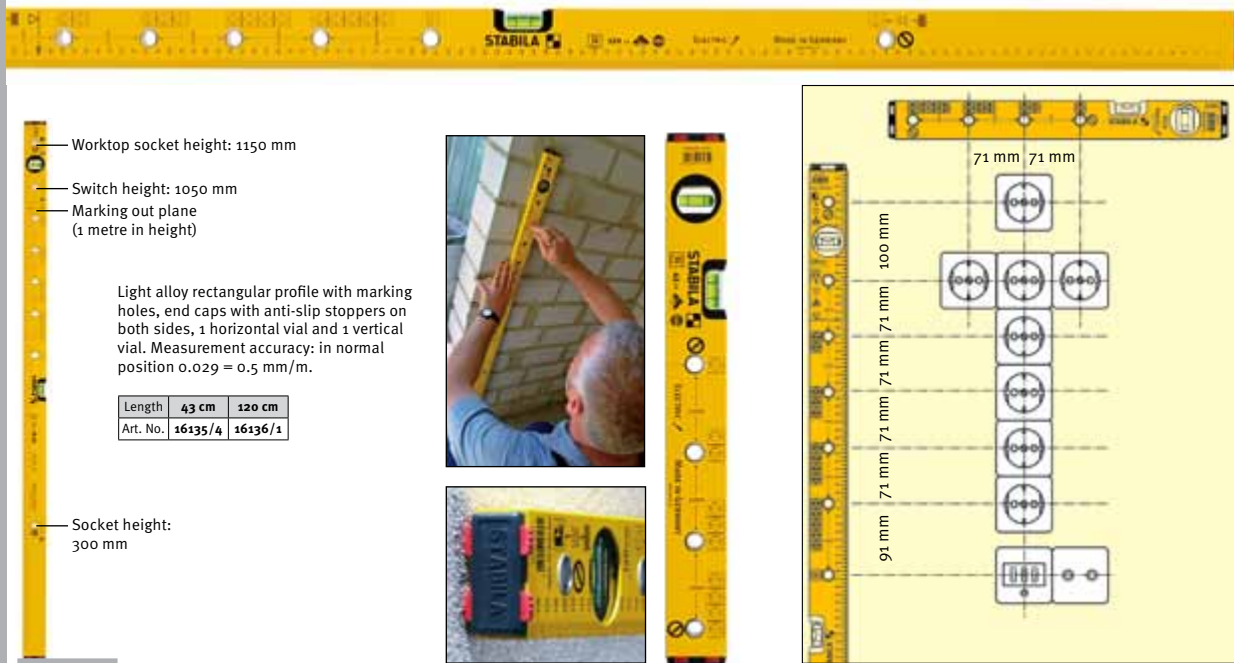 STABILA
Worktop socket height: 1150 mm
Switch height: 1050 mm
Marking out plane
(1 metre in height)
Light alloy rectangular profile with marking
holes, end caps with anti-slip stoppers on
both sides, 1 horizontal vial and 1 vertical
vial. Measurement accuracy: in normal
position 0.029 = 0.5 mm/m.
Length 43 cm 120 cm
Art. No. 16135/4 16136/1
Socket height:
300 mm
STABILA
ELECTRIC
Made in Germany
STABILA
71 mm 71 mm
100 mm
71 mm
71 mm
71 mm
71 mm
91 mm